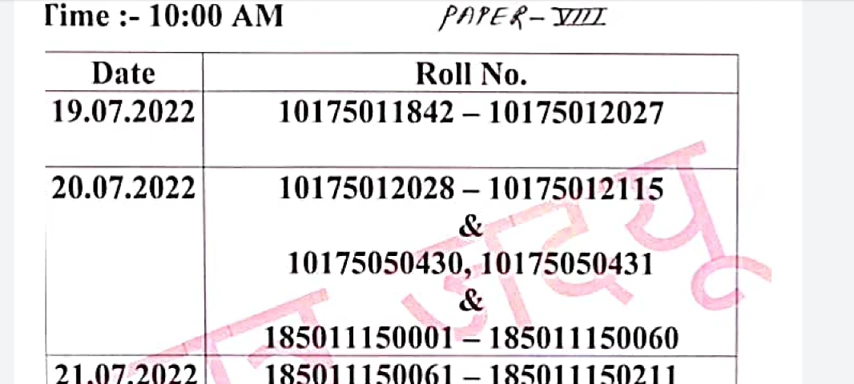 Time :- 10:00 AM PAPER-VIII
Date Roll No.
19.07.2022 10175011842 – 10175012027
20.07.2022 10175012028 – 10175012115
&
10175050430, 10175050431
&
185011150001 – 185011150060
21.07.2022 185011150061 – 185011150211